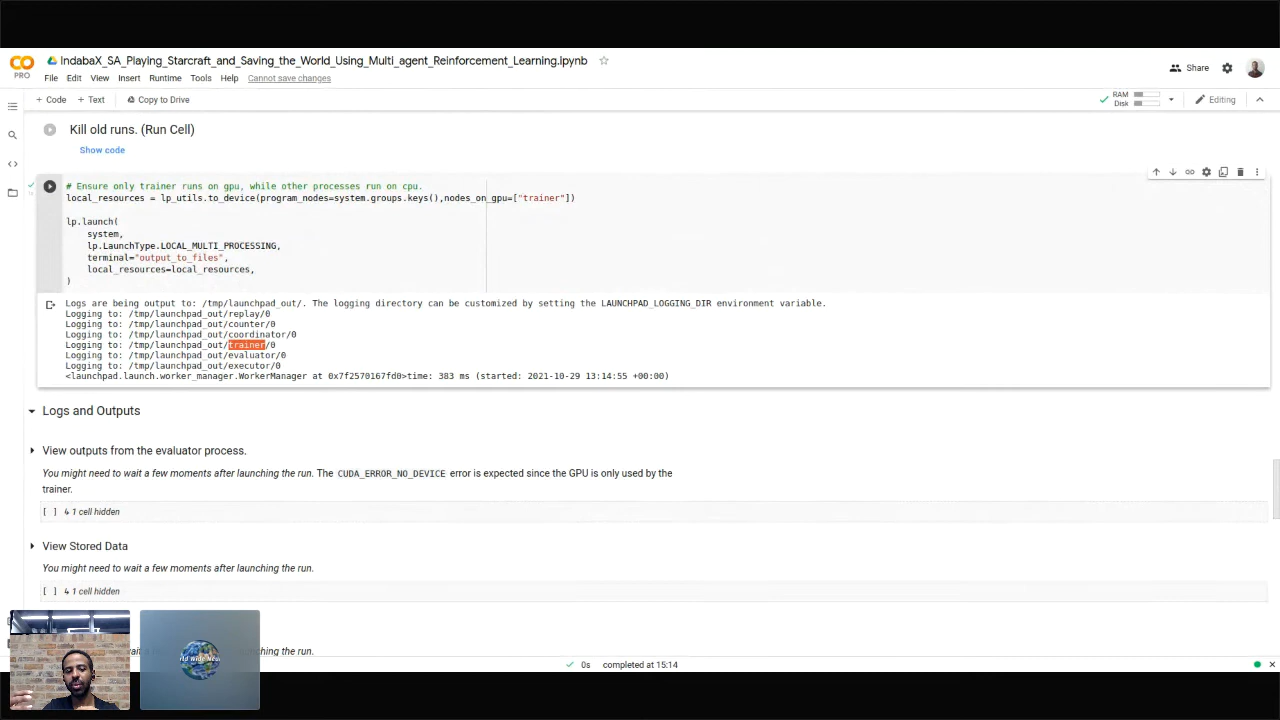 IndabaX_SA_Playing_Starcraft_and_Saving_the_World_Using_Multi_agent_Reinforcement_Learning.ipynb
PRO
File Edit View Insert Runtime Tools Help Cannot save changes
Share
+ Code + Text Copy to Drive
RAM
Disk
Editing
Kill old runs. (Run Cell)
Show code
# Ensure only trainer runs on gpu, while other processes run on cpu.
local_resources = lp_utils.to_device(program_nodes=system.groups.keys(),nodes_on_gpu=["trainer"])
lp.launch(
system,
lp.LaunchType.LOCAL_MULTI_PROCESSING,
terminal="output_to_files",
local_resources=local_resources,
)
Logs are being output to: /tmp/launchpad_out/. The logging directory can be customized by setting the LAUNCHPAD_LOGGING_DIR environment variable.
Logging to: /tmp/launchpad_out/replay/0
Logging to: /tmp/launchpad_out/counter/0
Logging to: /tmp/launchpad_out/coordinator/0
Logging to: /tmp/launchpad_out/trainer/0
Logging to: /tmp/launchpad_out/evaluator/0
Logging to: /tmp/launchpad_out/executor/0
<launchpad.launch.worker_manager.WorkerManager at 0x7f2570167fd0>time: 383 ms (started: 2021-10-29 13:14:55 +00:00)
Logs and Outputs
View outputs from the evaluator process.
You might need to wait a few moments after launching the run. The CUDA_ERROR_NO_DEVICE error is expected since the GPU is only used by the
trainer.
[ ] ↳ 1 cell hidden
View Stored Data
You might need to wait a few moments after launching the run.
[ ] ↳ 1 cell hidden
launching the run.
0s completed at 15:14